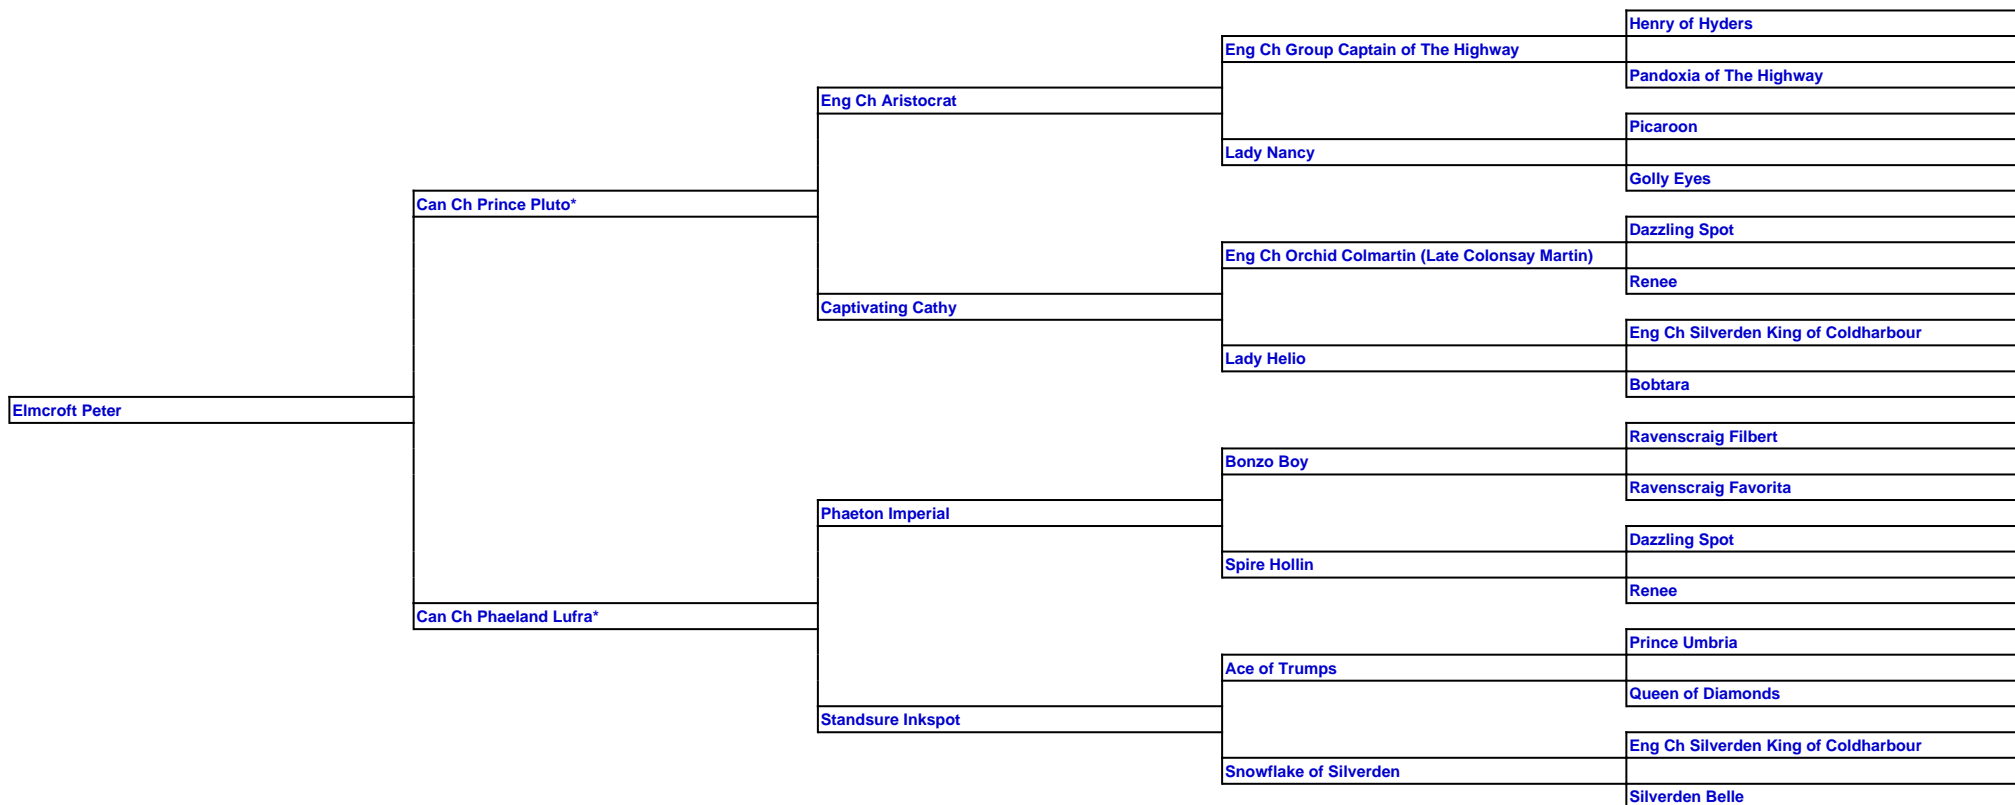 Henry of Hyders
Eng Ch Group Captain of The Highway
Pandoxia of The Highway
Eng Ch Aristocrat
Picaroon
Lady Nancy
Golly Eyes
Can Ch Prince Pluto*
Dazzling Spot
Eng Ch Orchid Colmartin (Late Colonsay Martin)
Renee
Captivating Cathy
Eng Ch Silverden King of Coldharbour
Lady Helio
Bobtara
Elmcroft Peter
Ravenscraig Filbert
Bonzo Boy
Ravenscraig Favorita
Phaeton Imperial
Dazzling Spot
Spire Hollin
Renee
Can Ch Phaeland Lufra*
Prince Umbria
Ace of Trumps
Queen of Diamonds
Standsure Inkspot
Eng Ch Silverden King of Coldharbour
Snowflake of Silverden
Silverden Belle